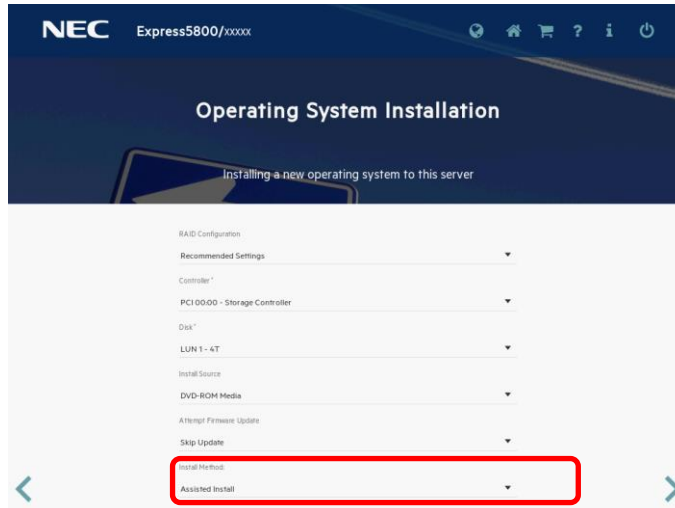 NEC Express5800/xxxxx ? i
Operating System Installation
Installing a new operating system to this server
RAID Configuration
Recommended Settings
Controller *
PCI 00:00 - Storage Controller
Disk *
LUN 1 - 4T
Install Source
DVD-ROM Media
Attempt Firmware Update
Skip Update
Install Method:
Assisted Install